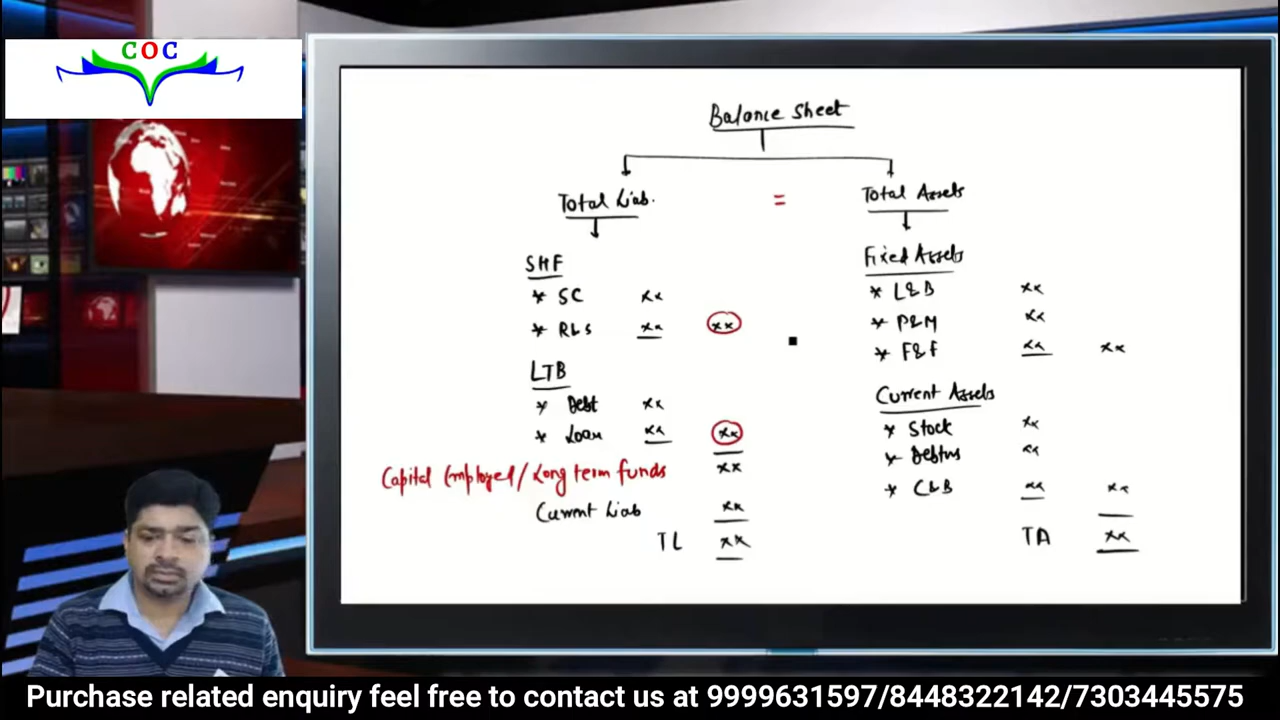 COC
Balance Sheet
Total Liab. = Total Assets
SHF
* SC xx
* R&S xx xx
LTB
* Debt xx
* Loan xx xx
Capital Employed/Long term funds xx
Current Liab xx
TL xx
Fixed Assets
* L&B xx
* P&M xx
* F&F xx xx
Current Assets
* Stock xx
* Debtors xx
* C&B xx xx
TA xx
Purchase related enquiry feel free to contact us at 9999631597/8448322142/7303445575